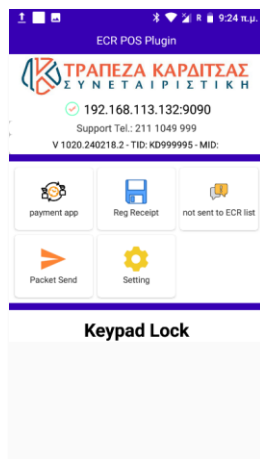 9:24 π.μ.
ECR POS Plugin
ΤΡΑΠΕΖΑ ΚΑΡΔΙΤΣΑΣ
ΣΥΝΕΤΑΙΡΙΣΤΙΚΗ
192.168.113.132:9090
Support Tel.: 211 1049 999
V 1020.240218.2 - TID: KD999995 - MID:
payment app
Reg Receipt
not sent to ECR list
Packet Send
Setting
Keypad Lock